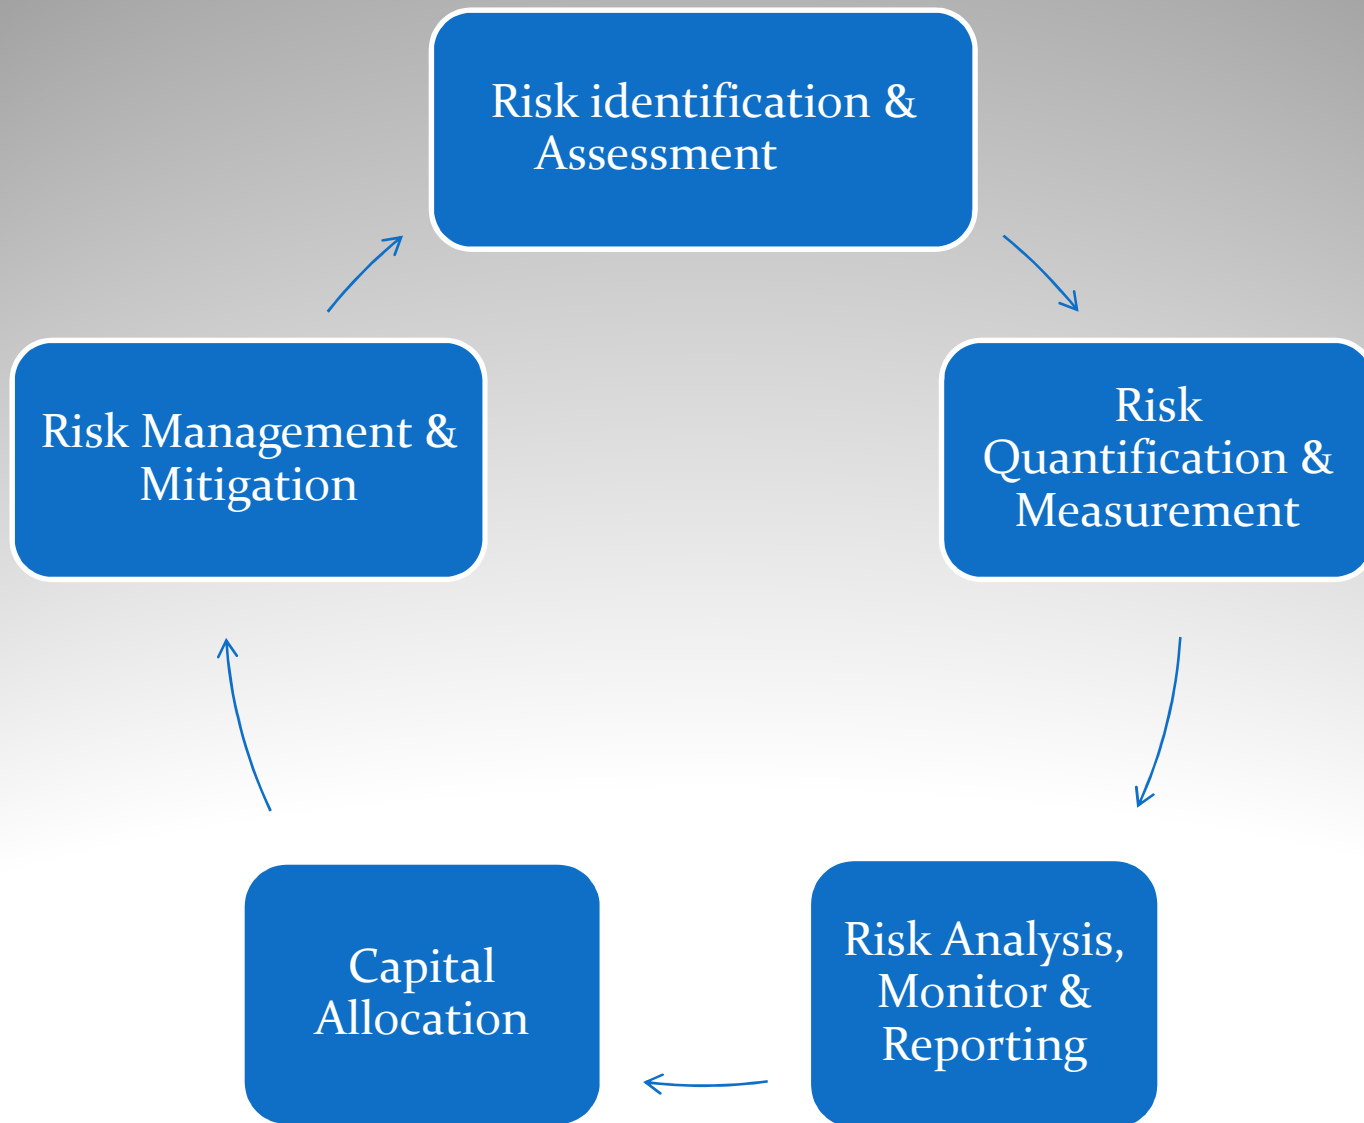 Risk identification &
Assessment
Risk Management &
Mitigation
Risk
Quantification &
Measurement
Capital
Allocation
Risk Analysis,
Monitor &
Reporting